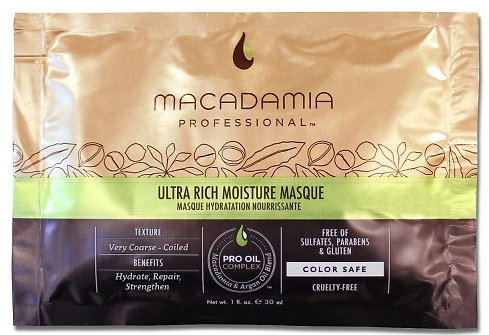 MACADAMIA
PROFESSIONAL™
ULTRA RICH MOISTURE MASQUE
MASQUE HYDRATATION NOURRISSANTE
TEXTURE
Very Coarse - Coiled
BENEFITS
Hydrate, Repair,
Strengthen
PRO OIL
COMPLEX
Macadamia & Argan Oil Blend
FREE OF
SULFATES, PARABENS
& GLUTEN
COLOR SAFE
CRUELTY-FREE
Net wt. 1 fl. oz. ℮ 30 ml